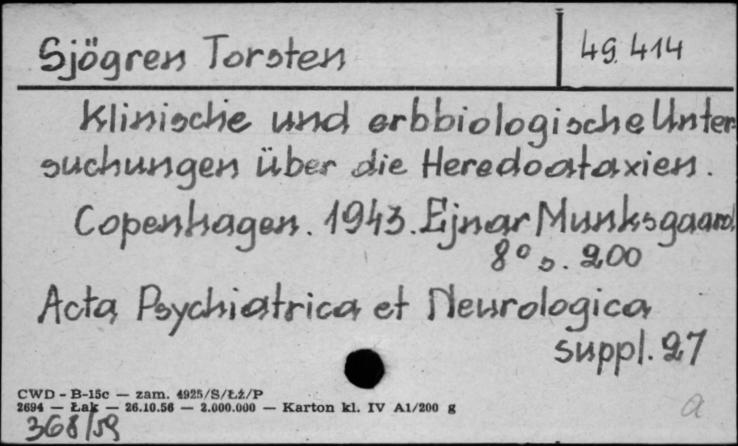 Sjögren Torsten
49.414
Klinische und erbbiologische Unter
suchungen über die Heredoataxien.
Copenhagen. 1943. Ejnar Munksgaard
8° s. 200
Acta Psychiatrica et Neurologica
suppl. 27
CWD - B-15c — zam. 4925/S/Łż/P
2694 — Łak — 26.10.56 — 2.000.000 — Karton kl. IV A1/200 g
a
368/59